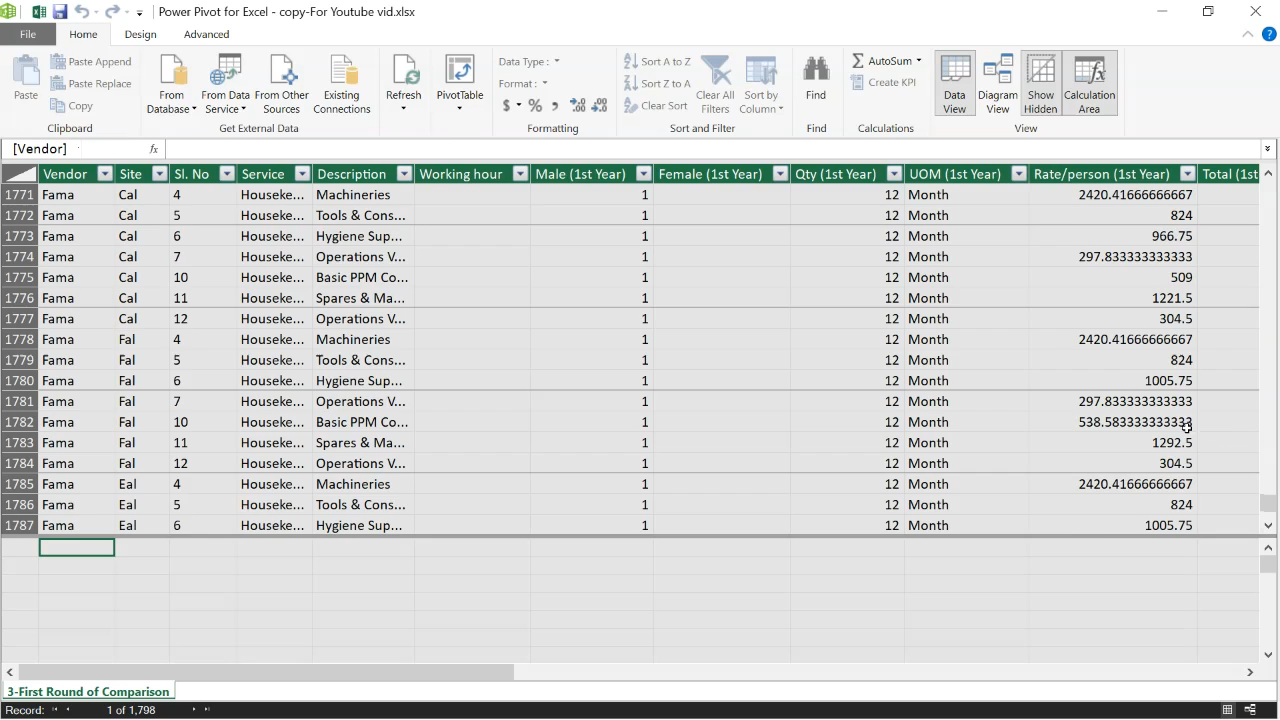 Power Pivot for Excel - copy-For Youtube vid.xlsx
File Home Design Advanced
Paste
Paste Append
Paste Replace
Copy
Clipboard
From Database
From Data Service
From Other Sources
Existing Connections
Get External Data
Refresh
PivotTable
Data Type :
Format :
$ % ,
Formatting
Sort A to Z
Sort Z to A
Clear Sort
Clear All Filters
Sort by Column
Sort and Filter
Find
Find
AutoSum
Create KPI
Calculations
Data View
Diagram View
Show Hidden
Calculation Area
View
[Vendor] fx
Vendor Site Sl. No Service Description Working hour Male (1st Year) Female (1st Year) Qty (1st Year) UOM (1st Year) Rate/person (1st Year) Total (1st
1771 Fama Cal 4 Houseke... Machineries 1 12 Month 2420.41666666667
1772 Fama Cal 5 Houseke... Tools & Cons... 1 12 Month 824
1773 Fama Cal 6 Houseke... Hygiene Sup... 1 12 Month 966.75
1774 Fama Cal 7 Houseke... Operations V... 1 12 Month 297.833333333333
1775 Fama Cal 10 Houseke... Basic PPM Co... 1 12 Month 509
1776 Fama Cal 11 Houseke... Spares & Ma... 1 12 Month 1221.5
1777 Fama Cal 12 Houseke... Operations V... 1 12 Month 304.5
1778 Fama Fal 4 Houseke... Machineries 1 12 Month 2420.41666666667
1779 Fama Fal 5 Houseke... Tools & Cons... 1 12 Month 824
1780 Fama Fal 6 Houseke... Hygiene Sup... 1 12 Month 1005.75
1781 Fama Fal 7 Houseke... Operations V... 1 12 Month 297.833333333333
1782 Fama Fal 10 Houseke... Basic PPM Co... 1 12 Month 538.583333333333
1783 Fama Fal 11 Houseke... Spares & Ma... 1 12 Month 1292.5
1784 Fama Fal 12 Houseke... Operations V... 1 12 Month 304.5
1785 Fama Eal 4 Houseke... Machineries 1 12 Month 2420.41666666667
1786 Fama Eal 5 Houseke... Tools & Cons... 1 12 Month 824
1787 Fama Eal 6 Houseke... Hygiene Sup... 1 12 Month 1005.75
3-First Round of Comparison
Record: 1 of 1,798